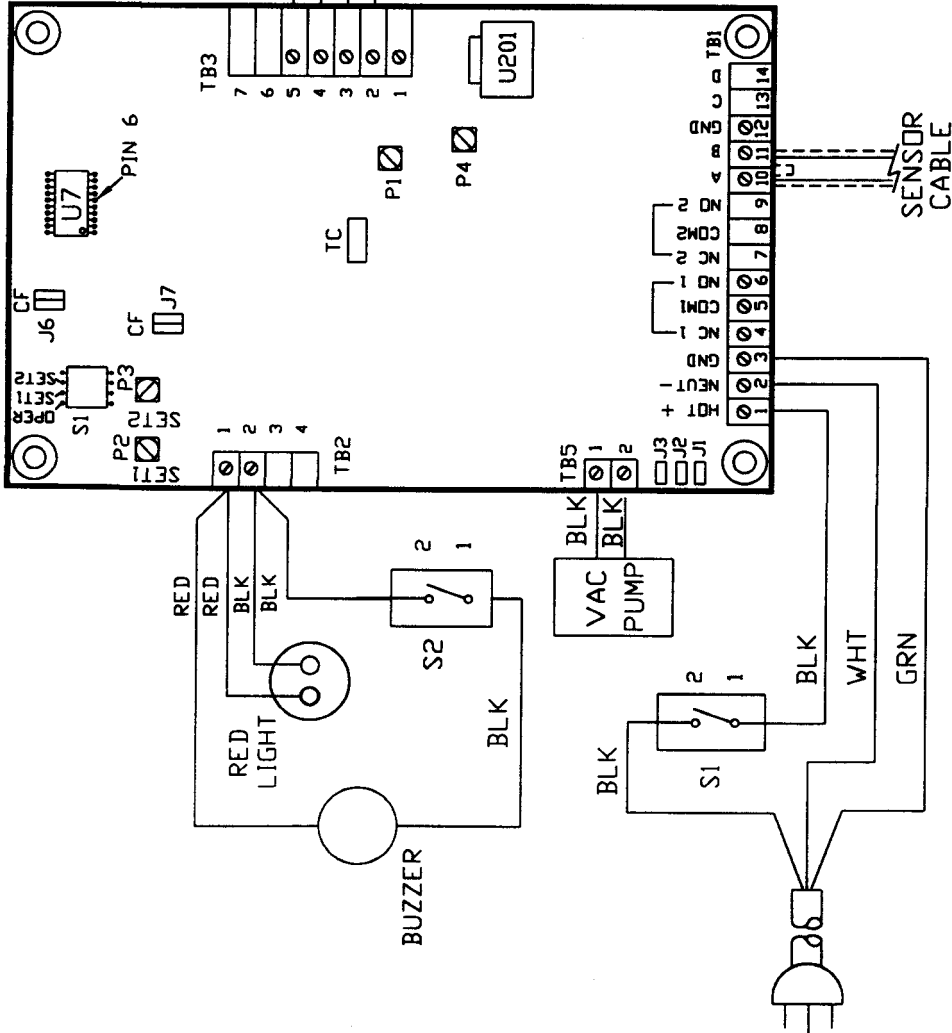 TB3
7
6
5
4
3
2
1
U201
U7
PIN 6
P1
P4
TC
CF
J6
CF
J7
OPER
SET1
SET2
S1
P3
SET2
P2
SET1
1
2
3
4
TB2
TB5
1
2
J3
J2
J1
TB1
D
C
GND
B
A
NO 2
COM2
NC 2
NO 1
COM1
NC 1
GND
NEUT -
HOT +
14
13
12
11
10
9
8
7
6
5
4
3
2
1
SENSOR
CABLE
RED
RED
BLK
BLK
RED
LIGHT
2
1
S2
BLK
BUZZER
BLK
BLK
VAC
PUMP
BLK
2
1
S1
BLK
WHT
GRN